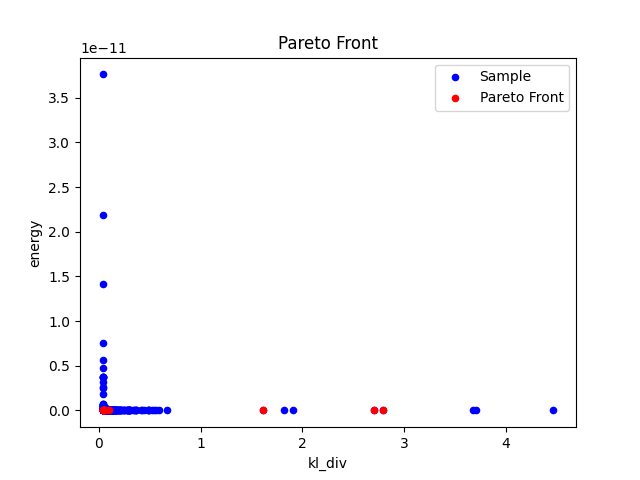 Pareto Front
1e−11
Sample
Pareto Front
3.5
3.0
2.5
2.0
1.5
1.0
0.5
0.0
energy
0 1 2 3 4
kl_div